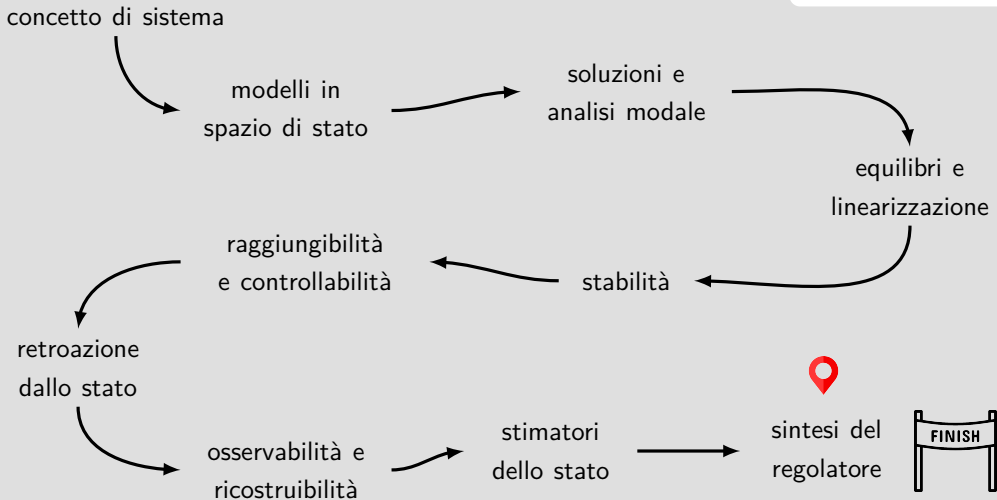 concetto di sistema
modelli in
spazio di stato
soluzioni e
analisi modale
equilibri e
linearizzazione
stabilità
raggiungibilità
e controllabilità
retroazione
dallo stato
osservabilità e
ricostruibilità
stimatori
dello stato
sintesi del
regolatore
FINISH